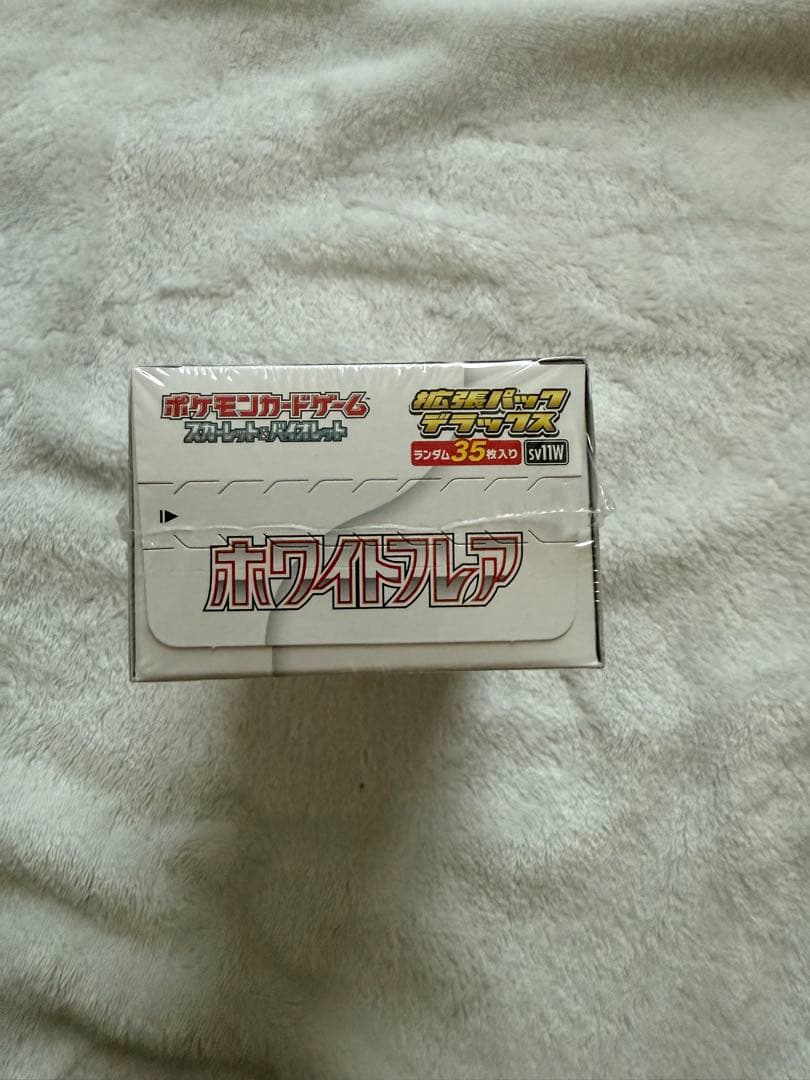 ポケモンカードゲーム
スカーレット&バイオレット
拡張パック
デラックス
ランダム35枚入り
sv11W
ホワイトフレア